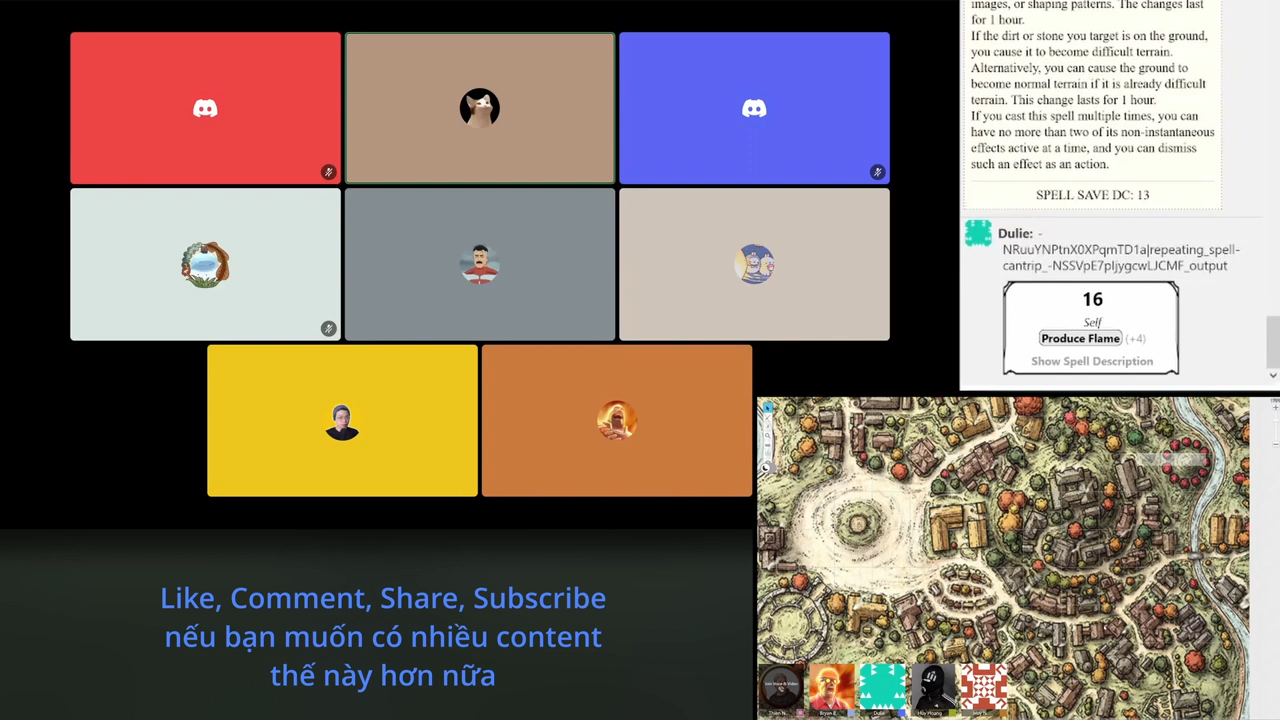 images, or shaping patterns. The changes last
for 1 hour.
If the dirt or stone you target is on the ground,
you cause it to become difficult terrain.
Alternatively, you can cause the ground to
become normal terrain if it is already difficult
terrain. This change lasts for 1 hour.
If you cast this spell multiple times, you can
have no more than two of its non-instantaneous
effects active at a time, and you can dismiss
such an effect as an action.
SPELL SAVE DC: 13
Dulie: -
NRuuYNPtnX0XPqmTD1a|repeating_spell-
cantrip_-NSSVpE7pIjygcwLJCMF_output
16
Self
Produce Flame (+4)
Show Spell Description
Like, Comment, Share, Subscribe
nếu bạn muốn có nhiều content
thế này hơn nữa
Dulie
Huy Hoang